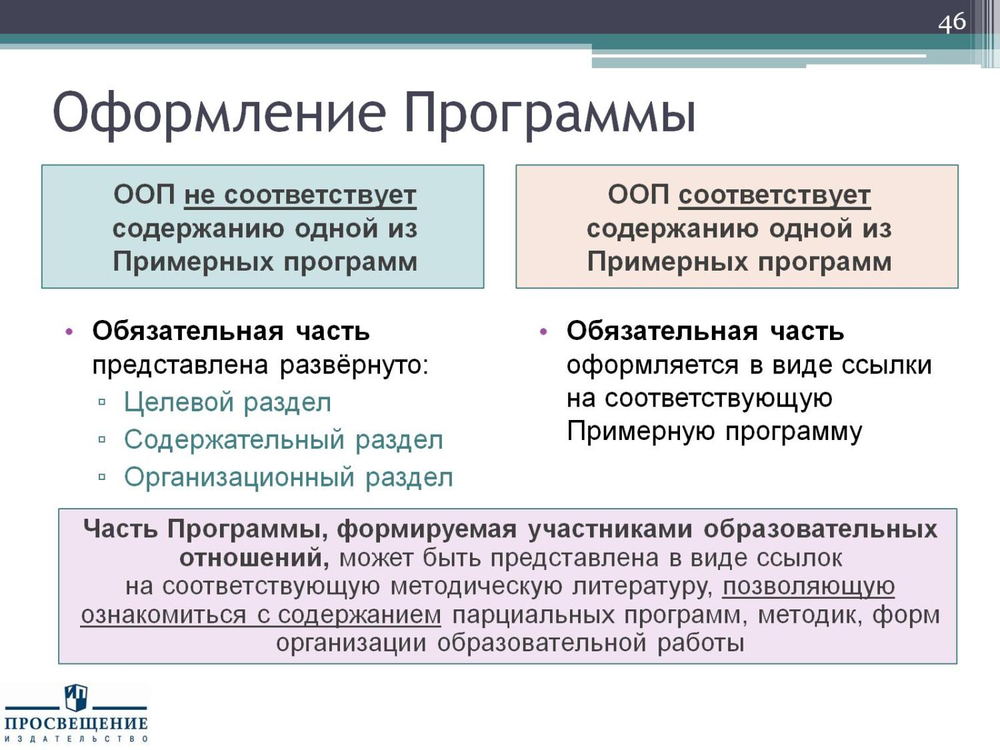 46
Оформление Программы
ООП не соответствует
содержанию одной из
Примерных программ
ООП соответствует
содержанию одной из
Примерных программ
• Обязательная часть
представлена развёрнуто:
▫ Целевой раздел
▫ Содержательный раздел
▫ Организационный раздел
• Обязательная часть
оформляется в виде ссылки
на соответствующую
Примерную программу
Часть Программы, формируемая участниками образовательных
отношений, может быть представлена в виде ссылок
на соответствующую методическую литературу, позволяющую
ознакомиться с содержанием парциальных программ, методик, форм
организации образовательной работы
ИП
ПРОСВЕЩЕНИЕ
ИЗДАТЕЛЬСТВО